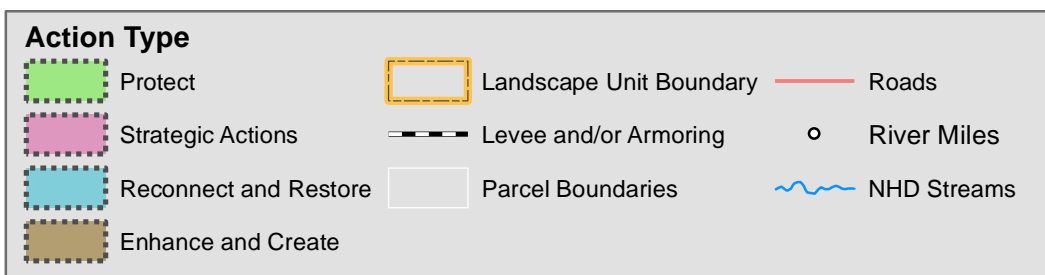 Action Type
Protect
Strategic Actions
Reconnect and Restore
Enhance and Create
Landscape Unit Boundary
Levee and/or Armoring
Parcel Boundaries
Roads
River Miles
NHD Streams